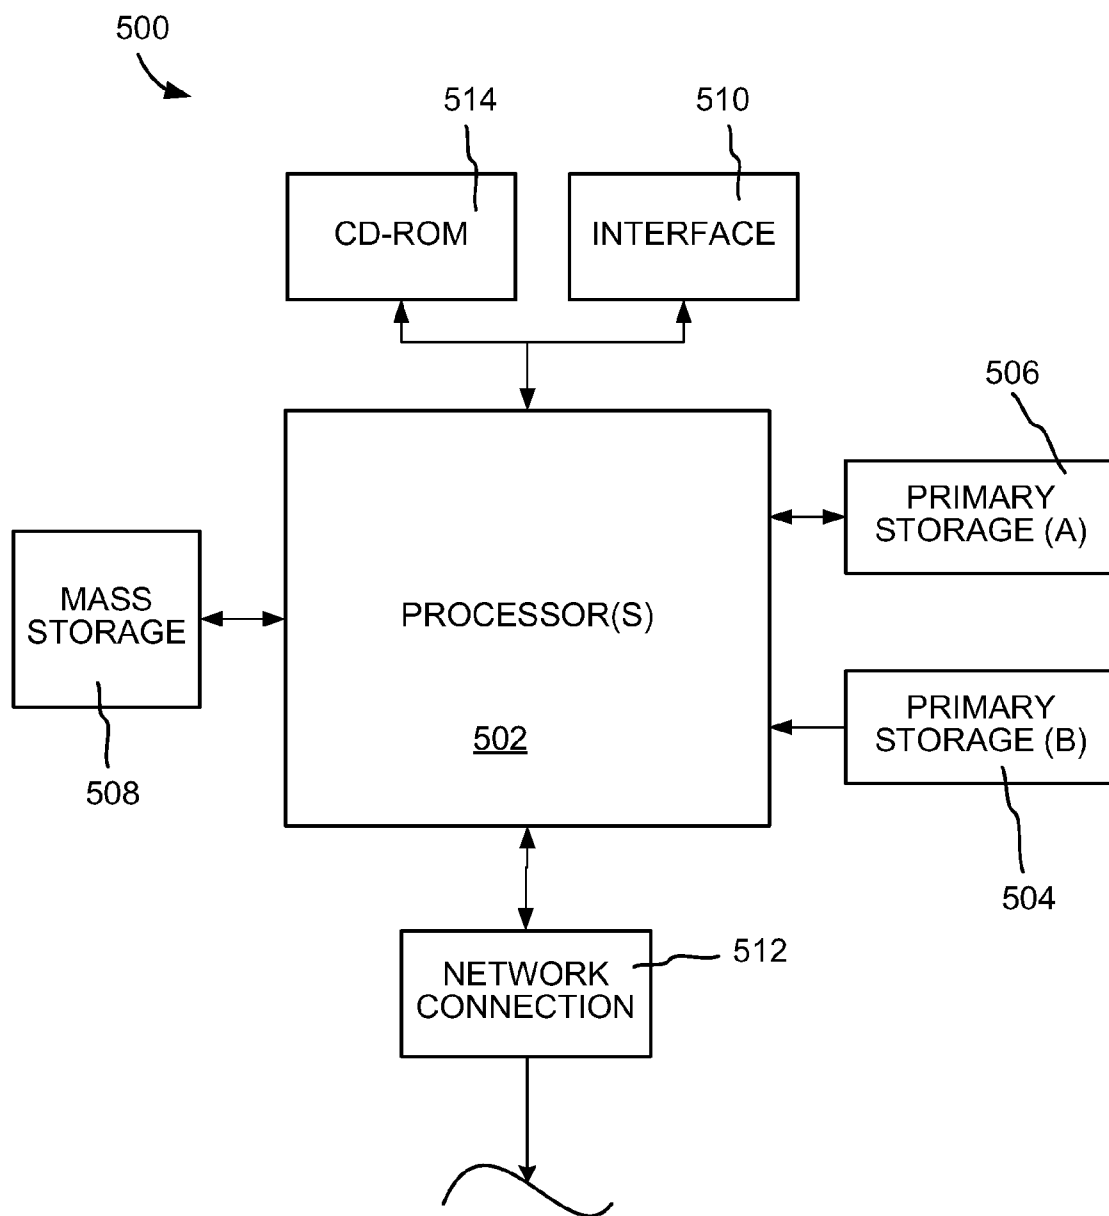 500
514
510
CD-ROM
INTERFACE
506
PRIMARY
STORAGE (A)
MASS
STORAGE
PROCESSOR(S)
502
PRIMARY
STORAGE (B)
508
504
512
NETWORK
CONNECTION